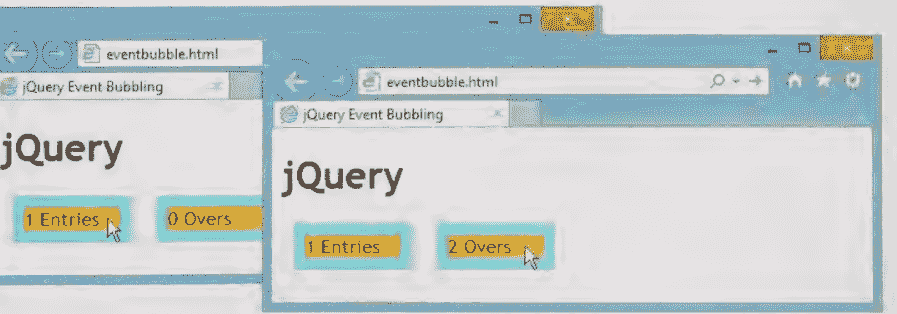 eventbubble.html
jQuery Event Bubbling
jQuery
1 Entries
0 Overs
eventbubble.html
jQuery Event Bubbling
jQuery
1 Entries
2 Overs